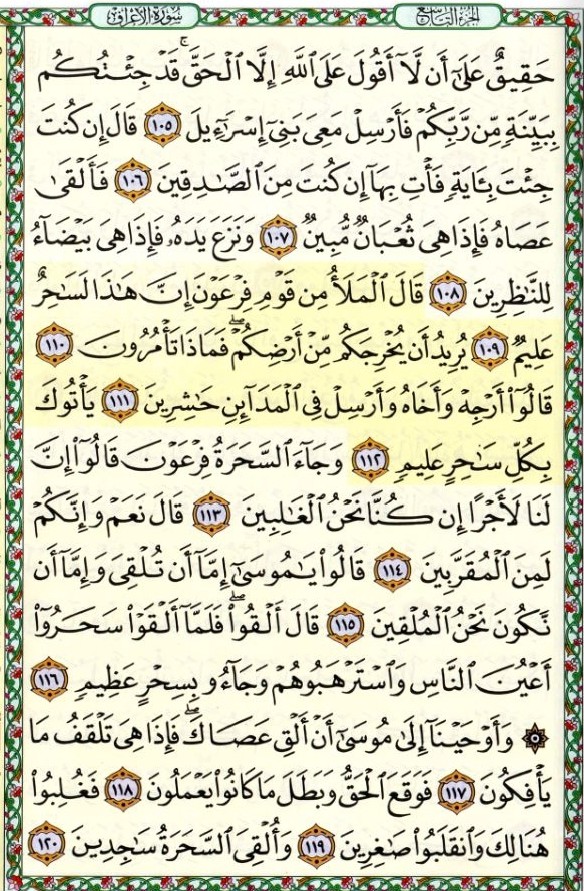 الجزء التاسع
سورة الأعراف
حَقِيقٌ عَلَىٰٓ أَن لَّآ أَقُولَ عَلَى ٱللَّهِ إِلَّا ٱلْحَقَّ ۚ قَدْ جِئْتُكُم
بِبَيِّنَةٍ مِّن رَّبِّكُمْ فَأَرْسِلْ مَعِىَ بَنِىٓ إِسْرَٰٓءِيلَ ١٠٥ قَالَ إِن كُنتَ
جِئْتَ بِـَٔايَةٍ فَأْتِ بِهَآ إِن كُنتَ مِنَ ٱلصَّـٰدِقِينَ ١٠٦ فَأَلْقَىٰ
عَصَاهُ فَإِذَا هِىَ ثُعْبَانٌ مُّبِينٌ ١٠٧ وَنَزَعَ يَدَهُۥ فَإِذَا هِىَ بَيْضَآءُ
لِلنَّـٰظِرِينَ ١٠٨ قَالَ ٱلْمَلَأُ مِن قَوْمِ فِرْعَوْنَ إِنَّ هَـٰذَا لَسَـٰحِرٌ
عَلِيمٌ ١٠٩ يُرِيدُ أَن يُخْرِجَكُم مِّنْ أَرْضِكُمْ ۖ فَمَاذَا تَأْمُرُونَ ١١٠
قَالُوٓا۟ أَرْجِهْ وَأَخَاهُ وَأَرْسِلْ فِى ٱلْمَدَآئِنِ حَـٰشِرِينَ ١١١ يَأْتُوكَ
بِكُلِّ سَـٰحِرٍ عَلِيمٍ ١١٢ وَجَآءَ ٱلسَّحَرَةُ فِرْعَوْنَ قَالُوٓا۟ إِنَّ
لَنَا لَأَجْرًا إِن كُنَّا نَحْنُ ٱلْغَـٰلِبِينَ ١١٣ قَالَ نَعَمْ وَإِنَّكُمْ
لَمِنَ ٱلْمُقَرَّبِينَ ١١٤ قَالُوا۟ يَـٰمُوسَىٰٓ إِمَّآ أَن تُلْقِىَ وَإِمَّآ أَن
نَّكُونَ نَحْنُ ٱلْمُلْقِينَ ١١٥ قَالَ أَلْقُوا۟ ۖ فَلَمَّآ أَلْقَوْا۟ سَحَرُوٓا۟
أَعْيُنَ ٱلنَّاسِ وَٱسْتَرْهَبُوهُمْ وَجَآءُو بِسِحْرٍ عَظِيمٍ ١١٦
۞ وَأَوْحَيْنَآ إِلَىٰ مُوسَىٰٓ أَنْ أَلْقِ عَصَاكَ ۖ فَإِذَا هِىَ تَلْقَفُ مَا
يَأْفِكُونَ ١١٧ فَوَقَعَ ٱلْحَقُّ وَبَطَلَ مَا كَانُوا۟ يَعْمَلُونَ ١١٨ فَغُلِبُوا۟
هُنَالِكَ وَٱنقَلَبُوا۟ صَـٰغِرِينَ ١١٩ وَأُلْقِىَ ٱلسَّحَرَةُ سَـٰجِدِينَ ١٢٠